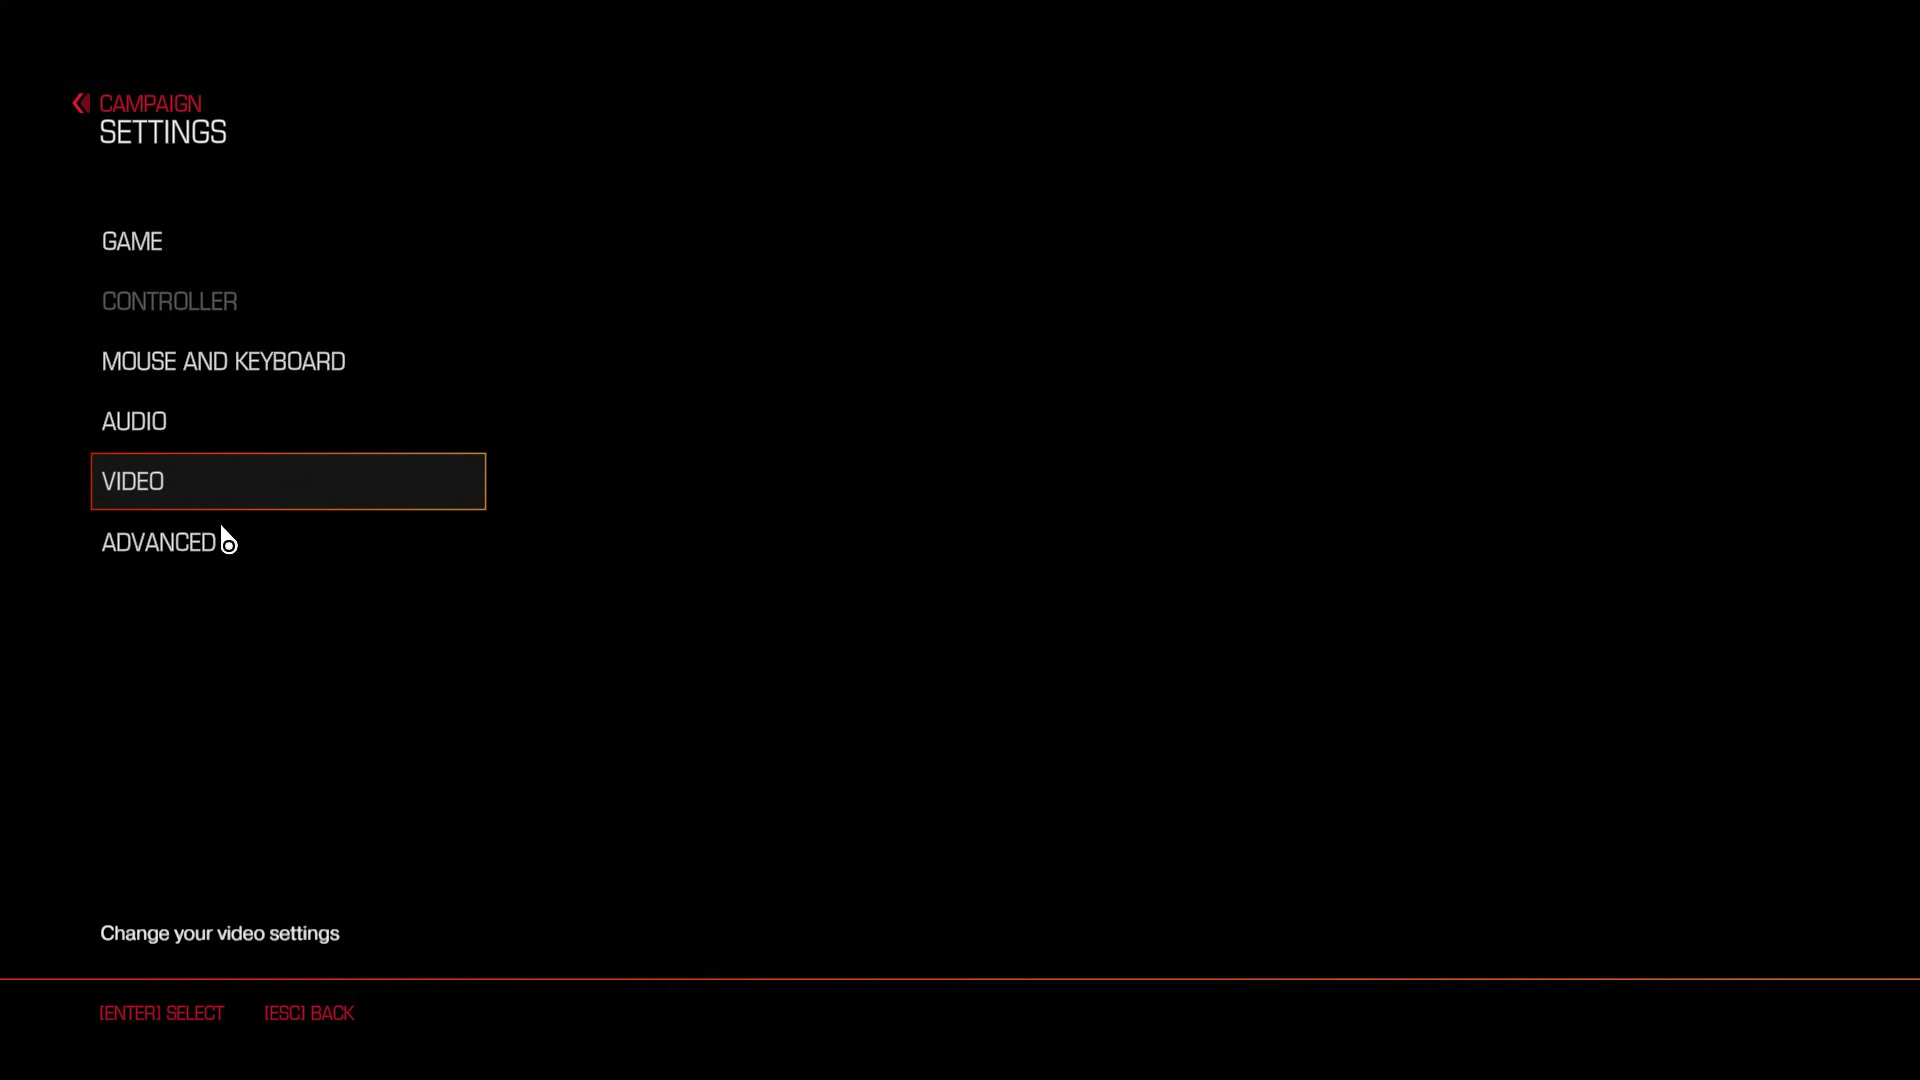 CAMPAIGN
SETTINGS
GAME
CONTROLLER
MOUSE AND KEYBOARD
AUDIO
VIDEO
ADVANCED
Change your video settings
[ENTER] SELECT [ESC] BACK